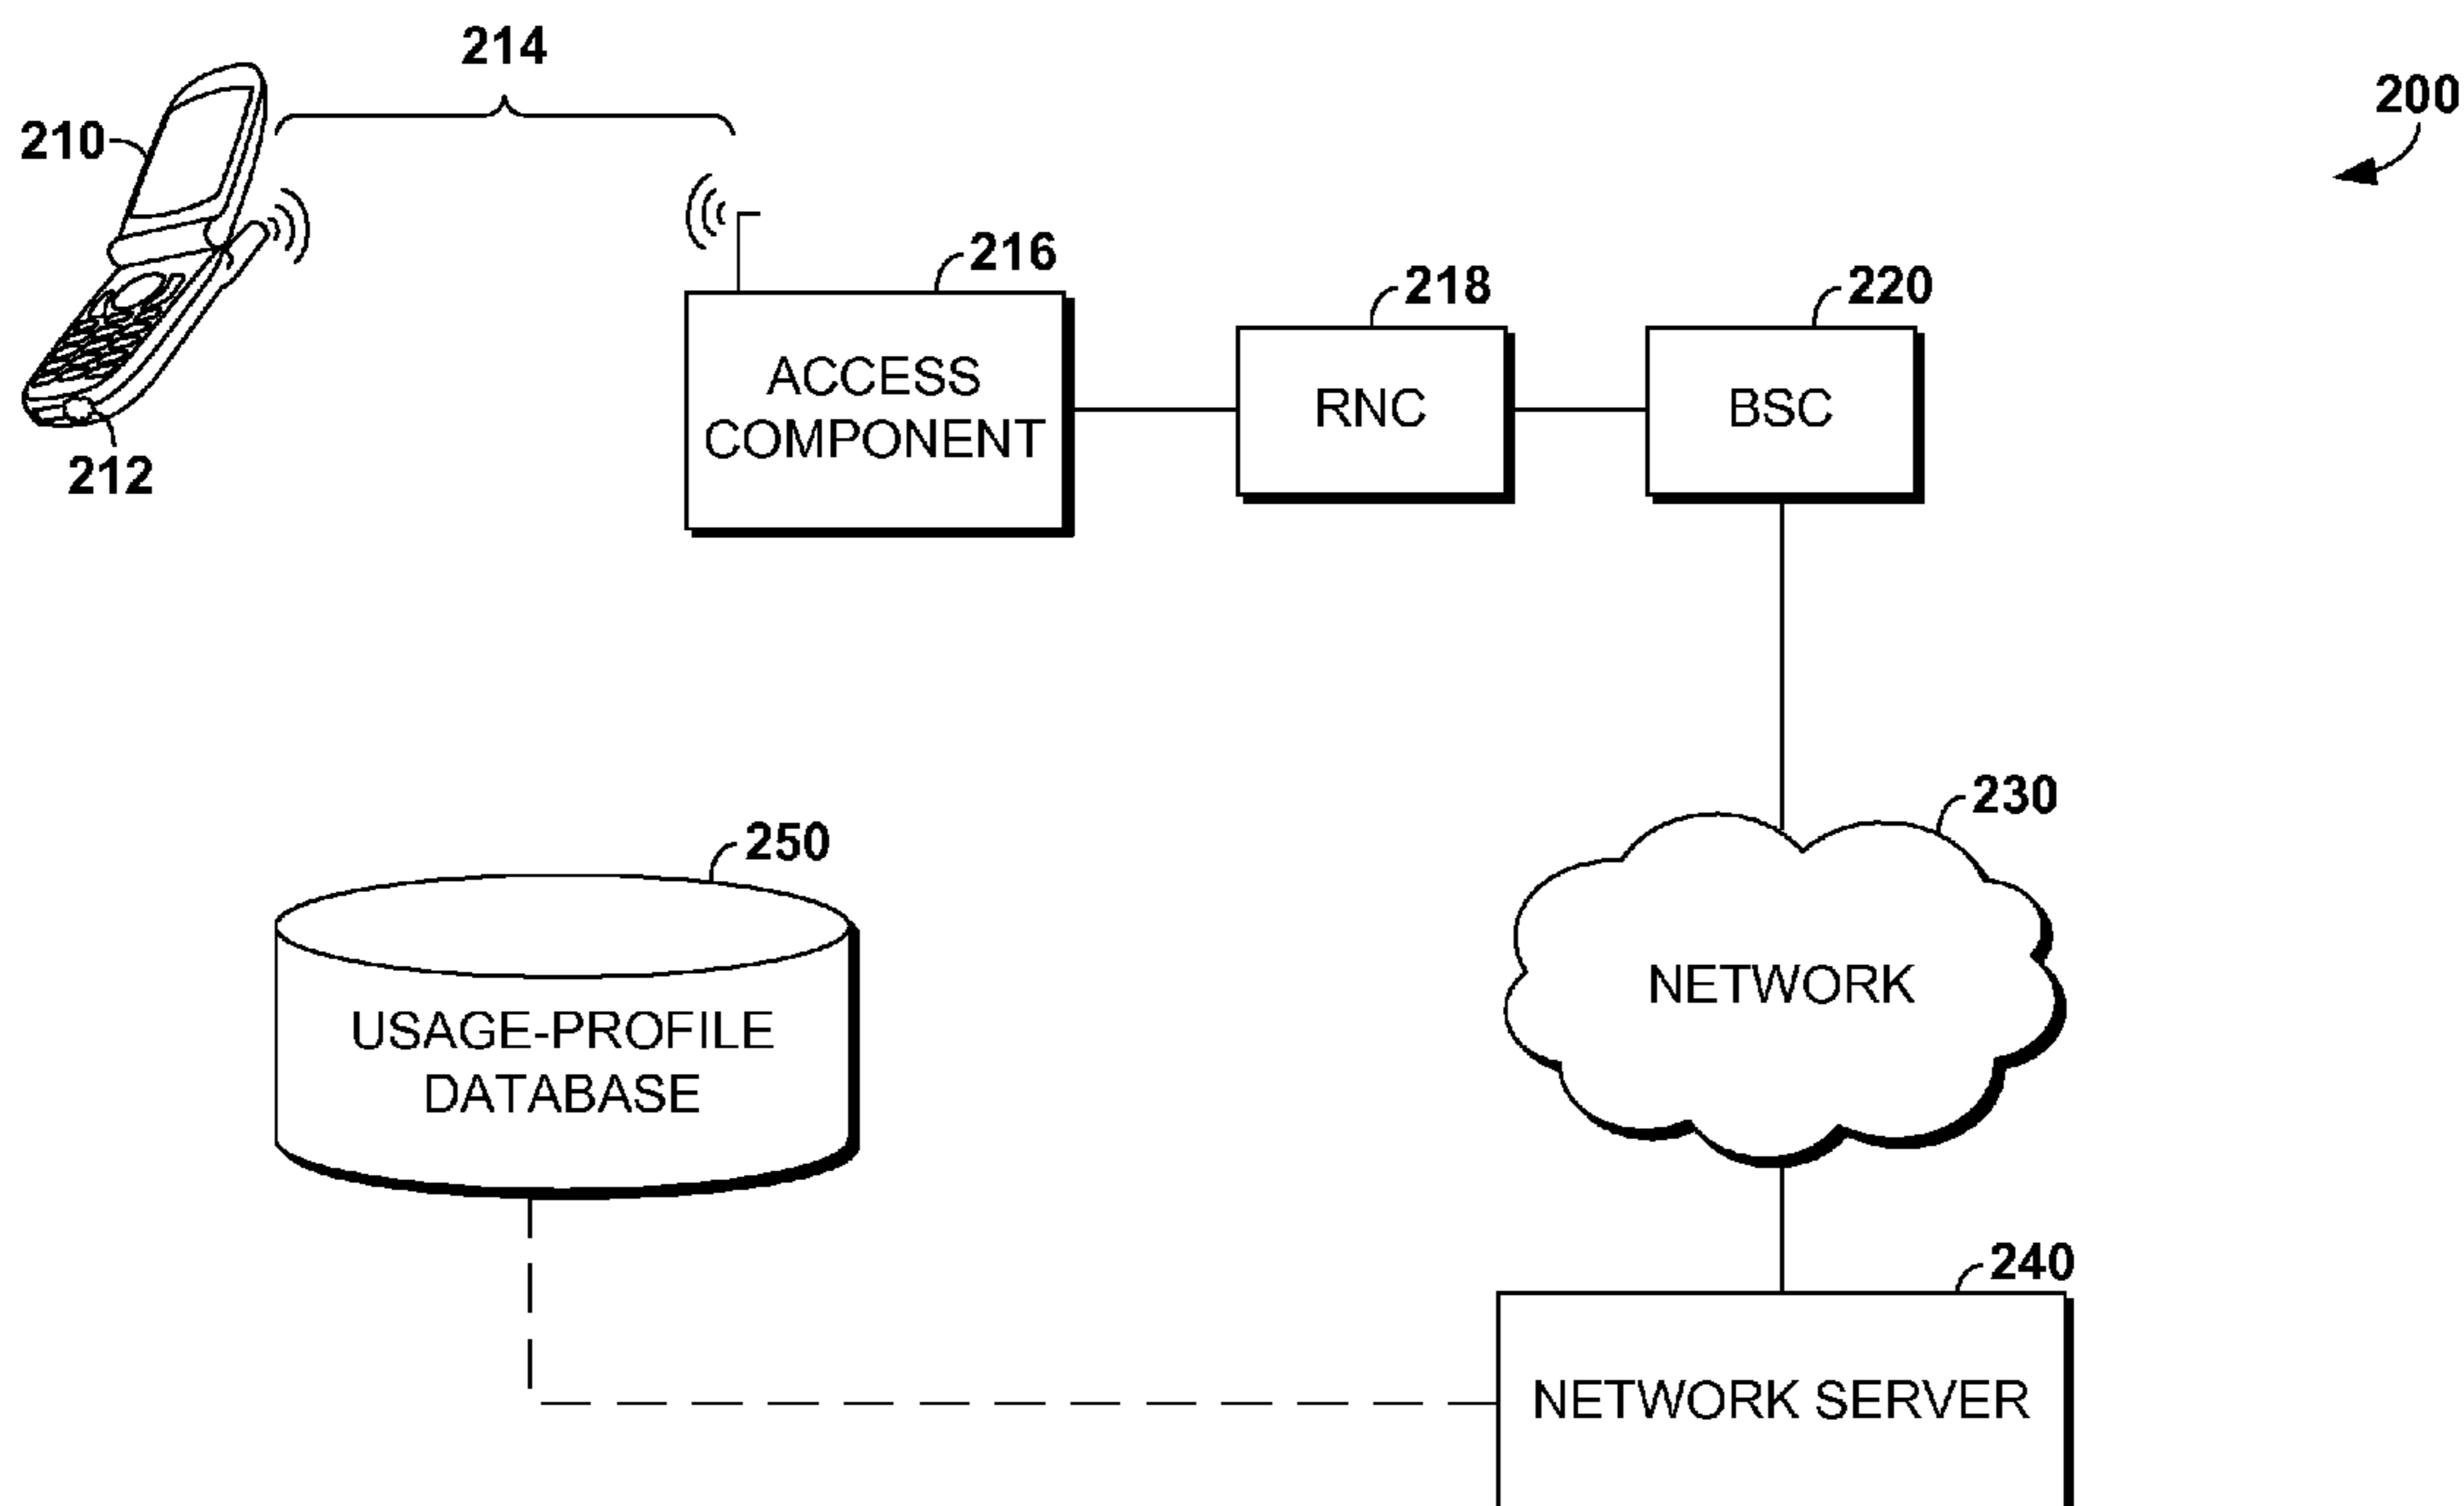 214
200
210
216
218
220
ACCESS
COMPONENT
RNC
BSC
212
230
250
NETWORK
USAGE-PROFILE
DATABASE
240
NETWORK SERVER